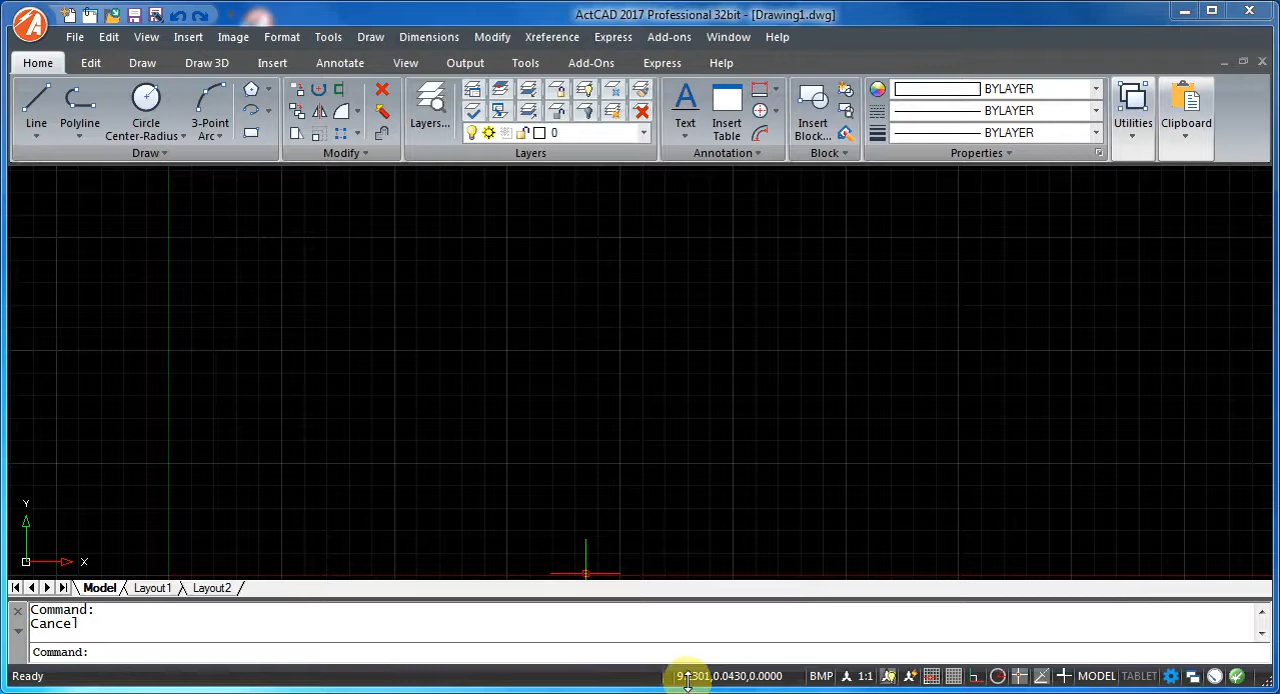 ActCAD 2017 Professional 32bit - [Drawing1.dwg]
File Edit View Insert Image Format Tools Draw Dimensions Modify Xreference Express Add-ons Window Help
Home Edit Draw Draw 3D Insert Annotate View Output Tools Add-Ons Express Help
Line Polyline Circle Center-Radius 3-Point Arc
Layers...
0
Text Insert Table
Insert Block...
BYLAYER
BYLAYER
BYLAYER
Utilities Clipboard
Draw Modify Layers Annotation Block Properties
Y
X
Model Layout1 Layout2
Command:
Cancel
Command:
Ready ,0.0430,0.0000 BMP 1:1 MODEL TABLET